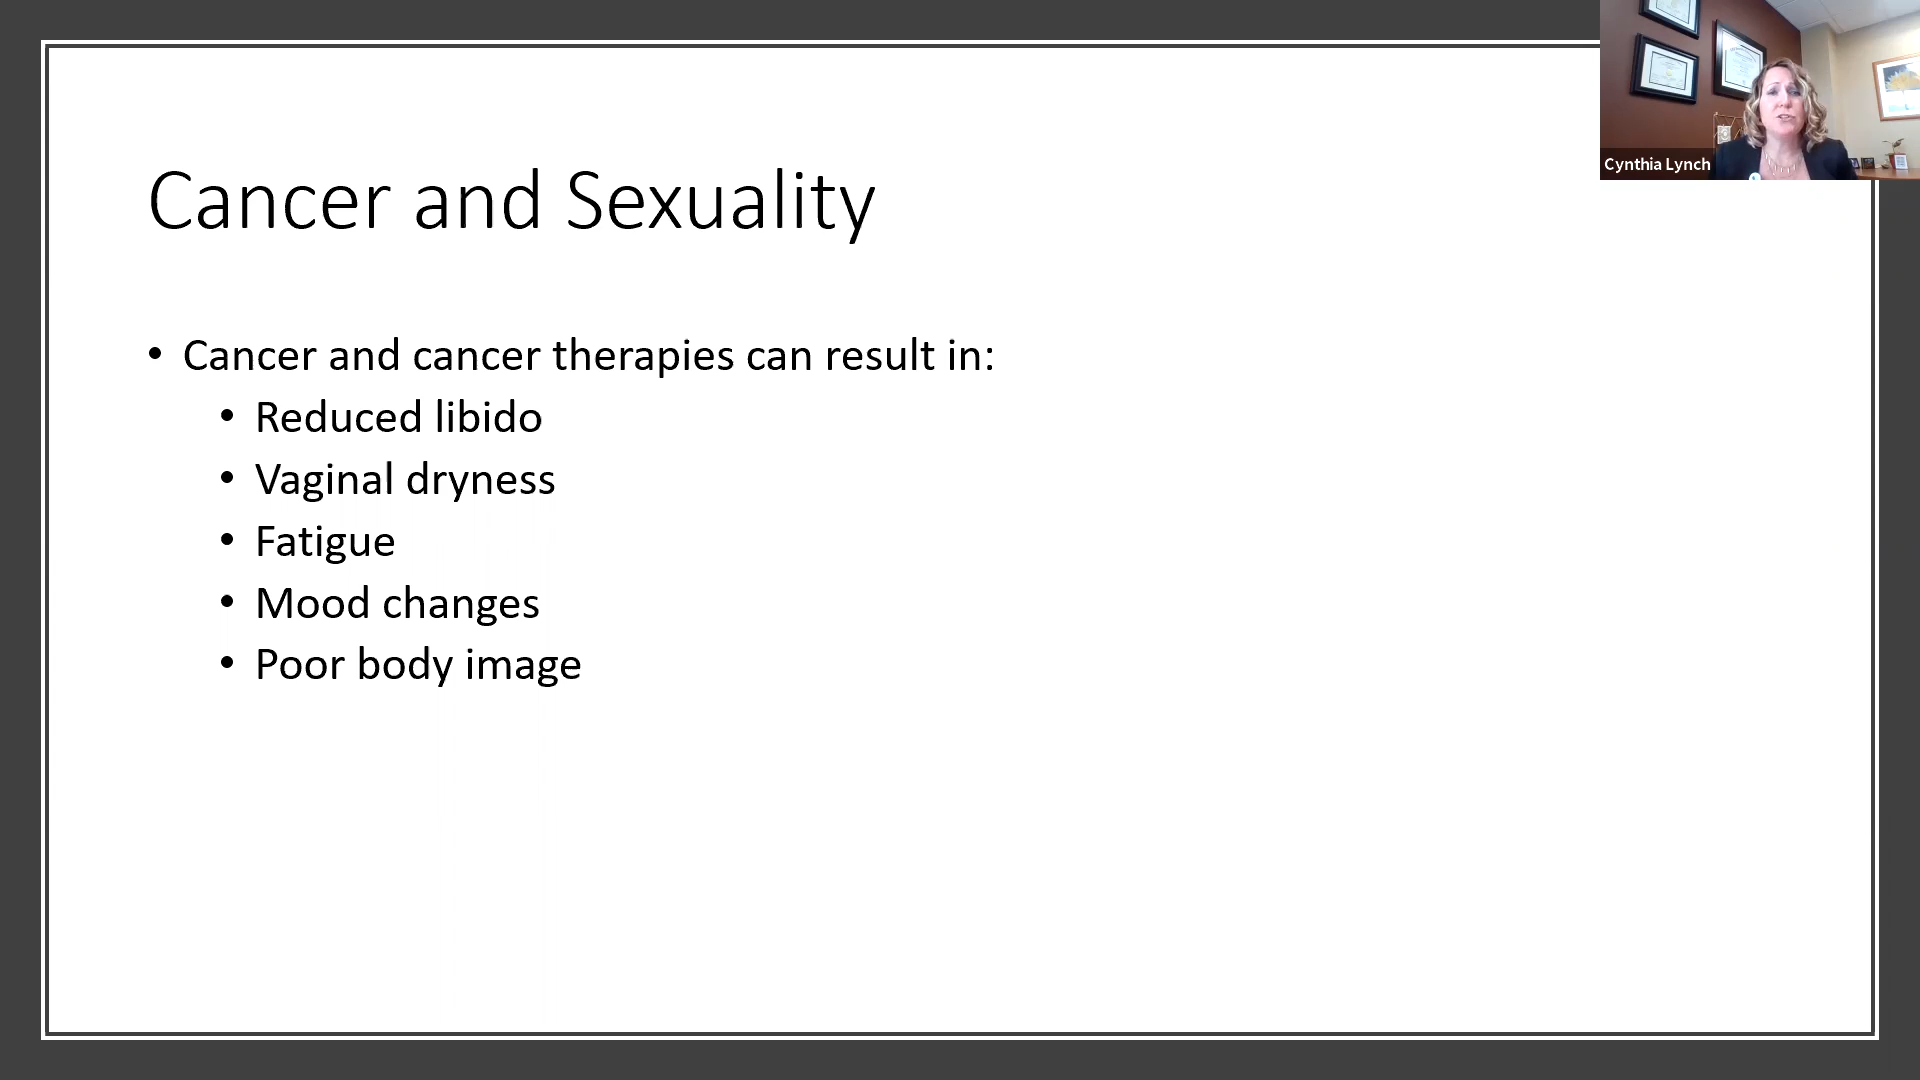 Cynthia Lynch
Cancer and Sexuality
• Cancer and cancer therapies can result in:
• Reduced libido
• Vaginal dryness
• Fatigue
• Mood changes
• Poor body image